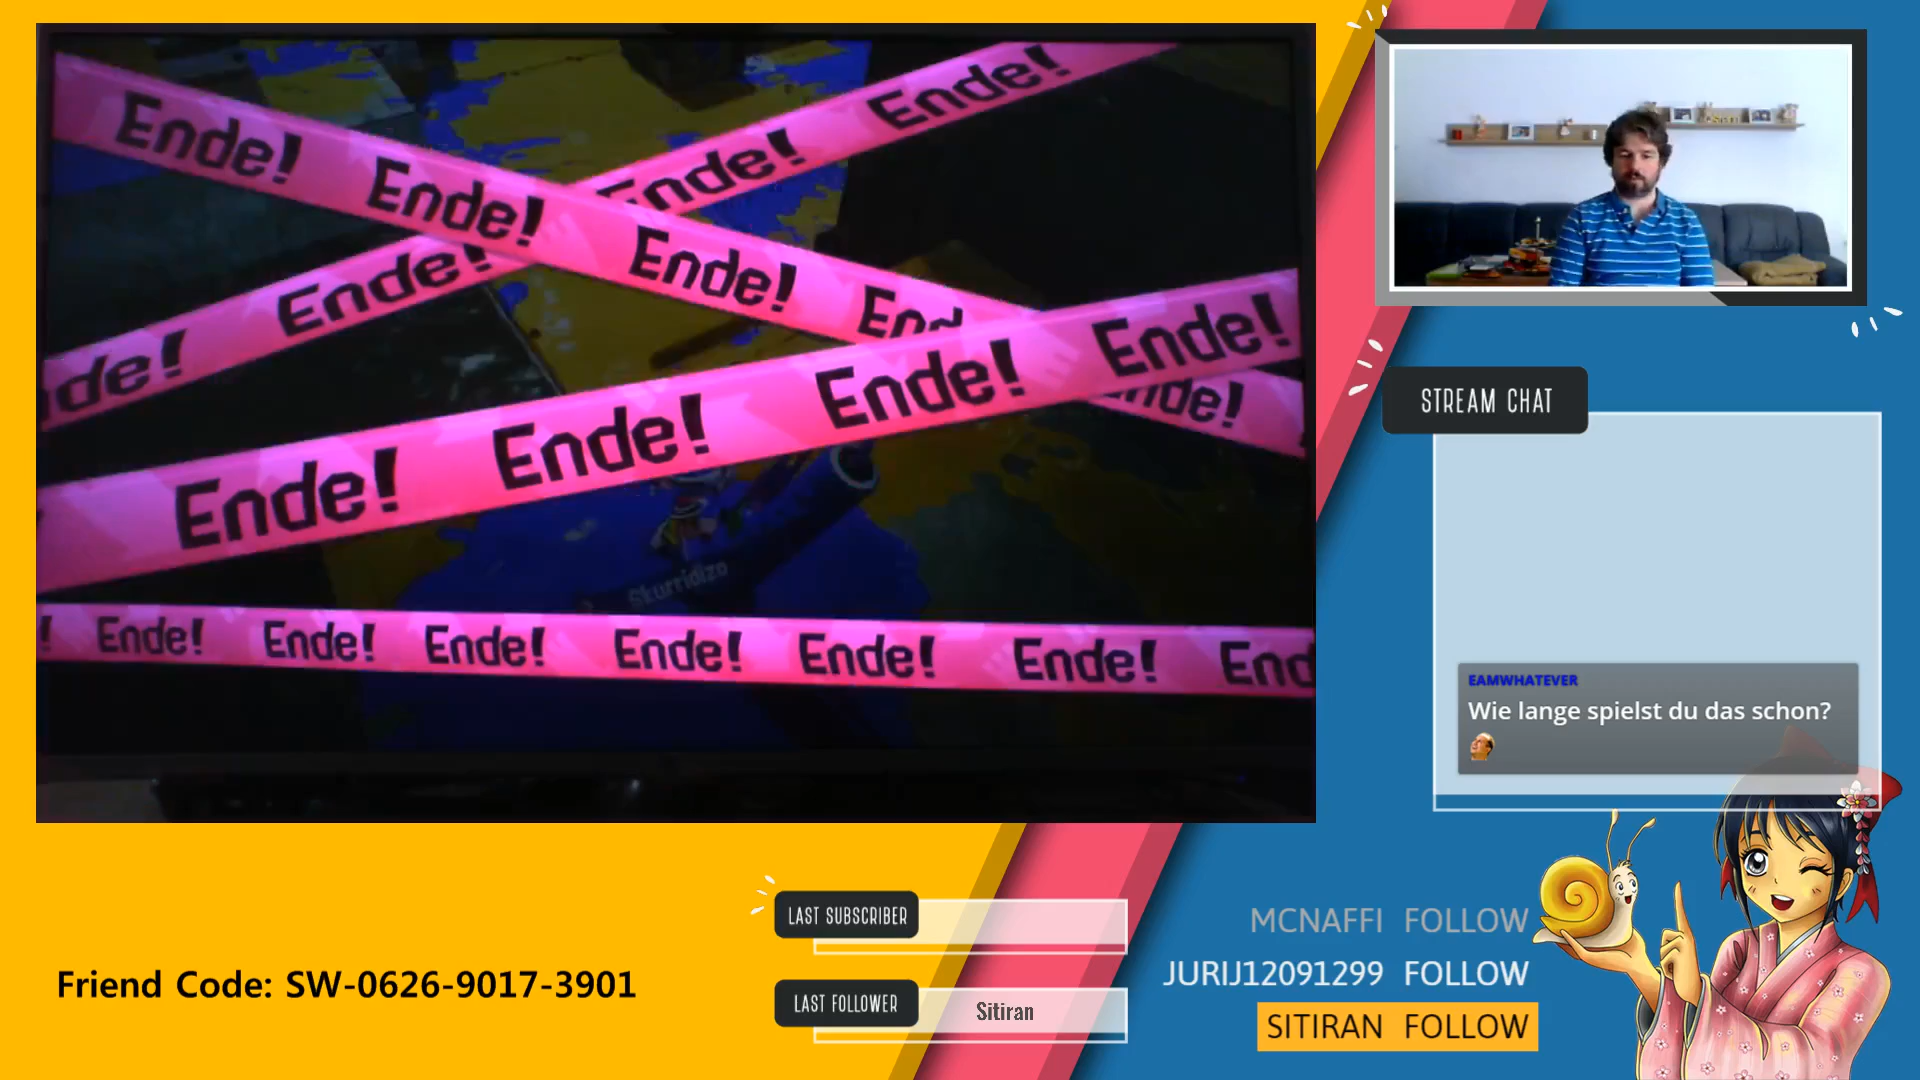 Ende! Ende!
Ende! Ende! Ende!
Ende! Ende!
Ende! Ende! Ende! Ende!
Skurridizo
Ende! Ende! Ende! Ende! Ende! Ende!
STREAM CHAT
EAMWHATEVER
Wie lange spielst du das schon?
Friend Code: SW-0626-9017-3901
LAST SUBSCRIBER
LAST FOLLOWER
Sitiran
MCNAFFI FOLLOW
JURIJ12091299 FOLLOW
SITIRAN FOLLOW